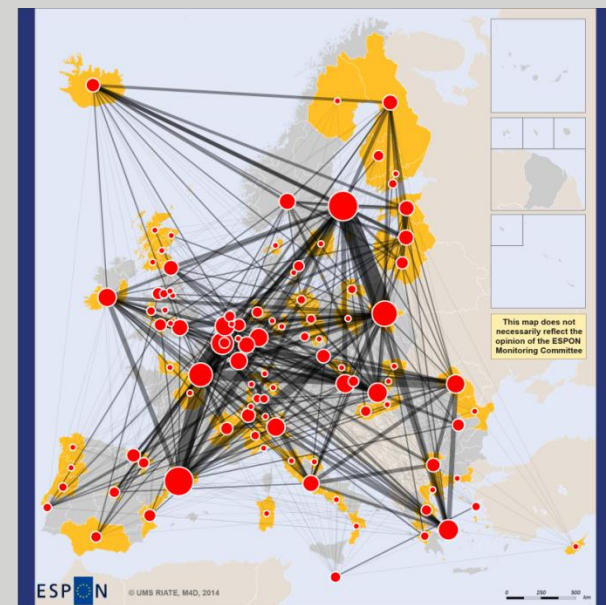 This map does not
necessarily reflect the
opinion of the ESPON
Monitoring Committee
ESPON
© UMS RIATE, M4D, 2014
0 250 500
km